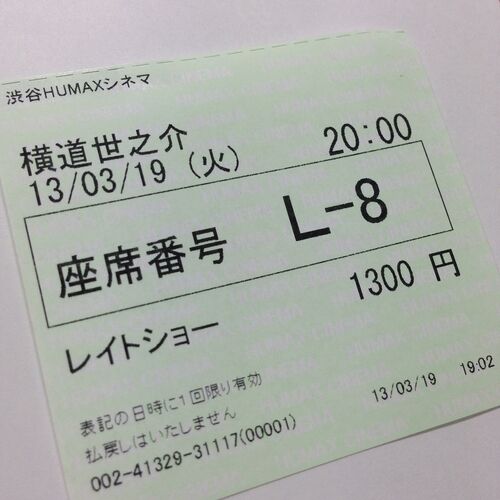 渋谷HUMAXシネマ
横道世之介
13/03/19 (火) 20:00
座席番号 L-8
レイトショー 1300 円
表記の日時に1回限り有効
払戻しはいたしません
002-41329-31117(00001) 13/03/19 19:02